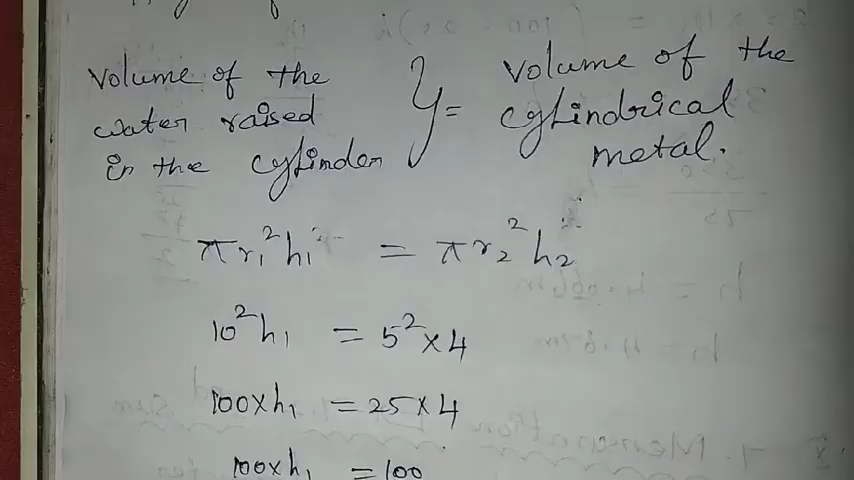 Volume of the
water raised
in the cylinder } = volume of the
cylindrical
metal.
πr₁²h₁ = πr₂²h₂
10²h₁ = 5²×4
100×h₁ = 25×4
100×h₁ = 100